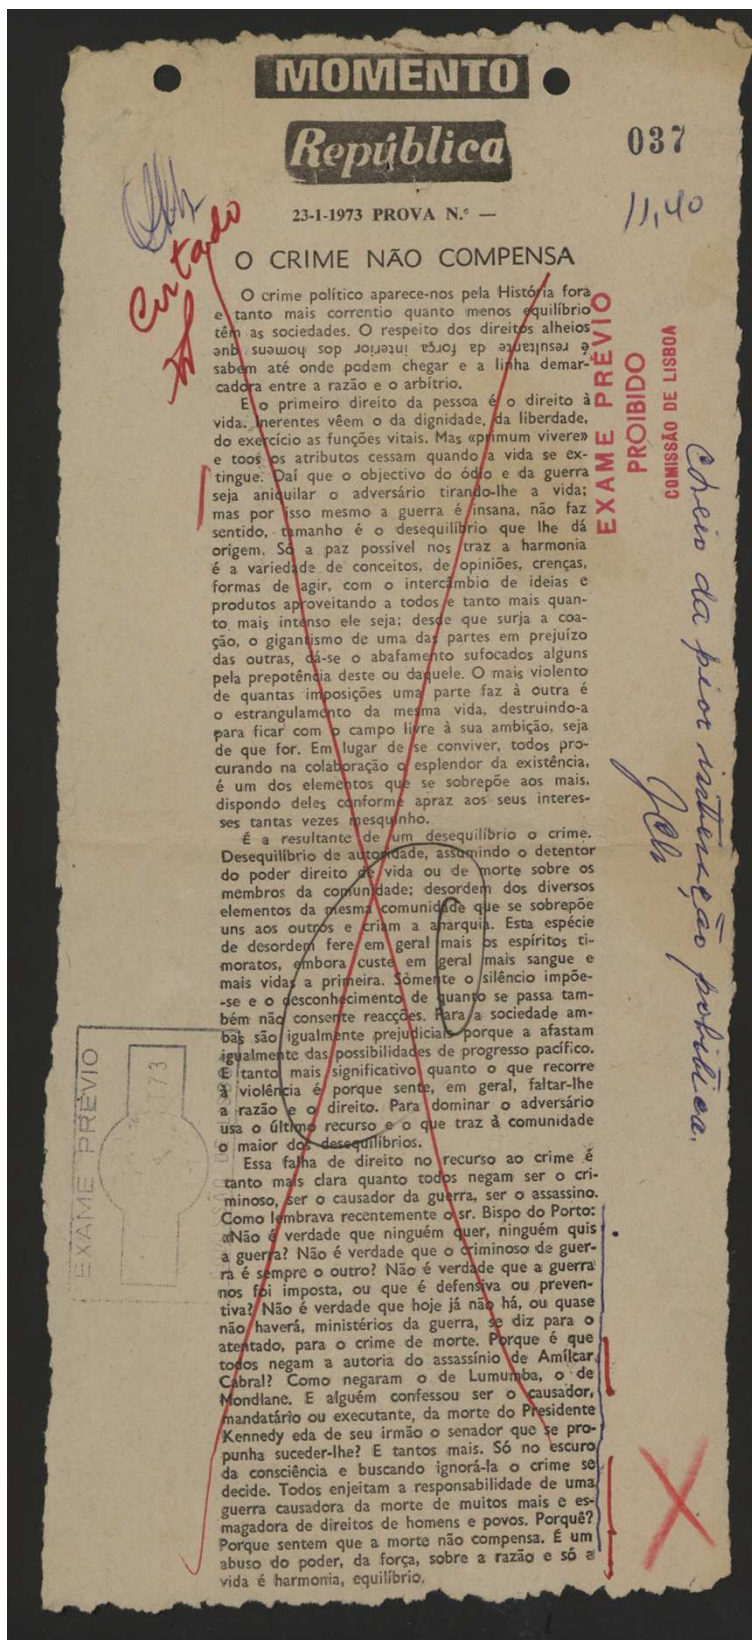 MOMENTO
República
037
11,40
23-1-1973 PROVA N.º —
Cortado
O CRIME NÃO COMPENSA
O crime político aparece-nos pela História fora
e tanto mais correntio quanto menos equilíbrio
têm as sociedades. O respeito dos direitos alheios
é resultante da força interior dos homens que
sabem até onde podem chegar e a linha demar-
cadora entre a razão e o arbítrio.
E o primeiro direito da pessoa é o direito à
vida. Inerentes vêem o da dignidade, da liberdade,
do exercício as funções vitais. Mas «primum vivere»
e toos os atributos cessam quando a vida se ex-
tingue. Daí que o objectivo do ódio e da guerra
seja aniquilar o adversário tirando-lhe a vida;
mas por isso mesmo a guerra é insana, não faz
sentido, tamanho é o desequilíbrio que lhe dá
origem. Só a paz possível nos traz a harmonia
é a variedade de conceitos, de opiniões, crenças,
formas de agir, com o intercâmbio de ideias e
produtos aproveitando a todos e tanto mais quan-
to mais intenso ele seja; desde que surja a coa-
ção, o gigantismo de uma das partes em prejuízo
das outras, dá-se o abafamento sufocados alguns
pela prepotência deste ou daquele. O mais violento
de quantas imposições uma parte faz à outra é
o estrangulamento da mesma vida, destruindo-a
para ficar com o campo livre à sua ambição, seja
de que for. Em lugar de se conviver, todos pro-
curando na colaboração o esplendor da existência,
é um dos elementos que se sobrepõe aos mais,
dispondo deles conforme apraz aos seus interes-
ses tantas vezes mesquinho.
É a resultante de um desequilíbrio o crime.
Desequilíbrio de autoridade, assumindo o detentor
do poder direito de vida ou de morte sobre os
membros da comunidade; desordem dos diversos
elementos da mesma comunidade que se sobrepõe
uns aos outros e criam a anarquia. Esta espécie
de desordem fere em geral mais os espíritos ti-
moratos, embora custe em geral mais sangue e
mais vidas a primeira. Sòmente o silêncio impõe-
-se e o desconhecimento de quanto se passa tam-
bém não consente reacções. Para a sociedade am-
bas são igualmente prejudiciais porque a afastam
igualmente das possibilidades de progresso pacífico.
E tanto mais significativo quanto o que recorre
à violência é porque sente, em geral, faltar-lhe
a razão e o direito. Para dominar o adversário
usa o último recurso e o que traz à comunidade
o maior dos desequilíbrios.
Essa falha de direito no recurso ao crime é
tanto mais clara quanto todos negam ser o cri-
minoso, ser o causador da guerra, ser o assassino.
Como lembrava recentemente o sr. Bispo do Porto:
«Não é verdade que ninguém quer, ninguém quis
a guerra? Não é verdade que o criminoso de guer-
ra é sempre o outro? Não é verdade que a guerra
nos foi imposta, ou que é defensiva ou preven-
tiva? Não é verdade que hoje já não há, ou quase
não haverá, ministérios da guerra, se diz para o
atentado, para o crime de morte. Porque é que
todos negam a autoria do assassínio de Amílcar
Cabral? Como negaram o de Lumumba, o de
Mondlane. E alguém confessou ser o causador,
mandatário ou executante, da morte do Presidente
Kennedy eda de seu irmão o senador que se pro-
punha suceder-lhe? E tantos mais. Só no escuro
da consciência e buscando ignorá-la o crime se
decide. Todos enjeitam a responsabilidade de uma
guerra causadora da morte de muitos mais e es-
magadora de direitos de homens e povos. Porquê?
Porque sentem que a morte não compensa. É um
abuso do poder, da força, sobre a razão e só a
vida é harmonia, equilíbrio.
EXAME PRÉVIO
PROIBIDO
COMISSÃO DE LISBOA
Cheio da pior intenção política.
EXAME PRÉVIO